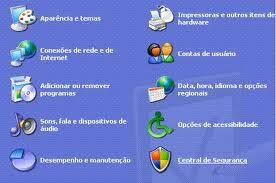 Aparência e temas
Impressoras e outros itens de
hardware
Conexões de rede e de
Internet
Contas de usuário
Adicionar ou remover
programas
Data, hora, idioma e opções
regionais
Sons, fala e dispositivos de
áudio
Opções de acessibilidade
Desempenho e manutenção
Central de Segurança